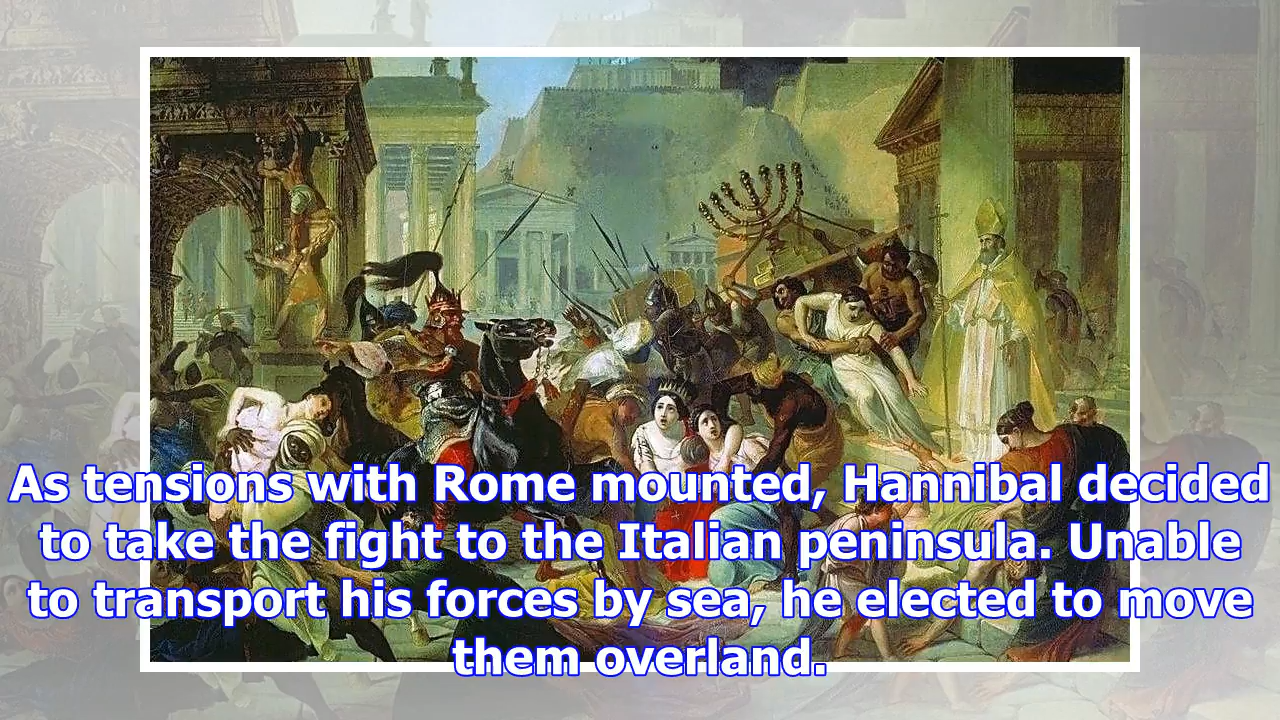 As tensions with Rome mounted, Hannibal decided
to take the fight to the Italian peninsula. Unable
to transport his forces by sea, he elected to move
them overland.